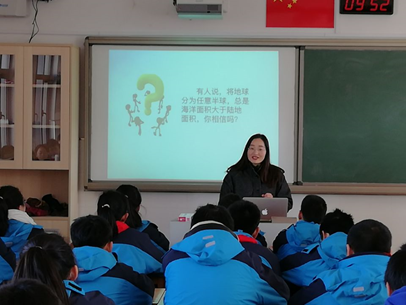 9:52
有人说，将地球
分为任意半球，总是
海洋面积大于陆地
面积，你相信吗？